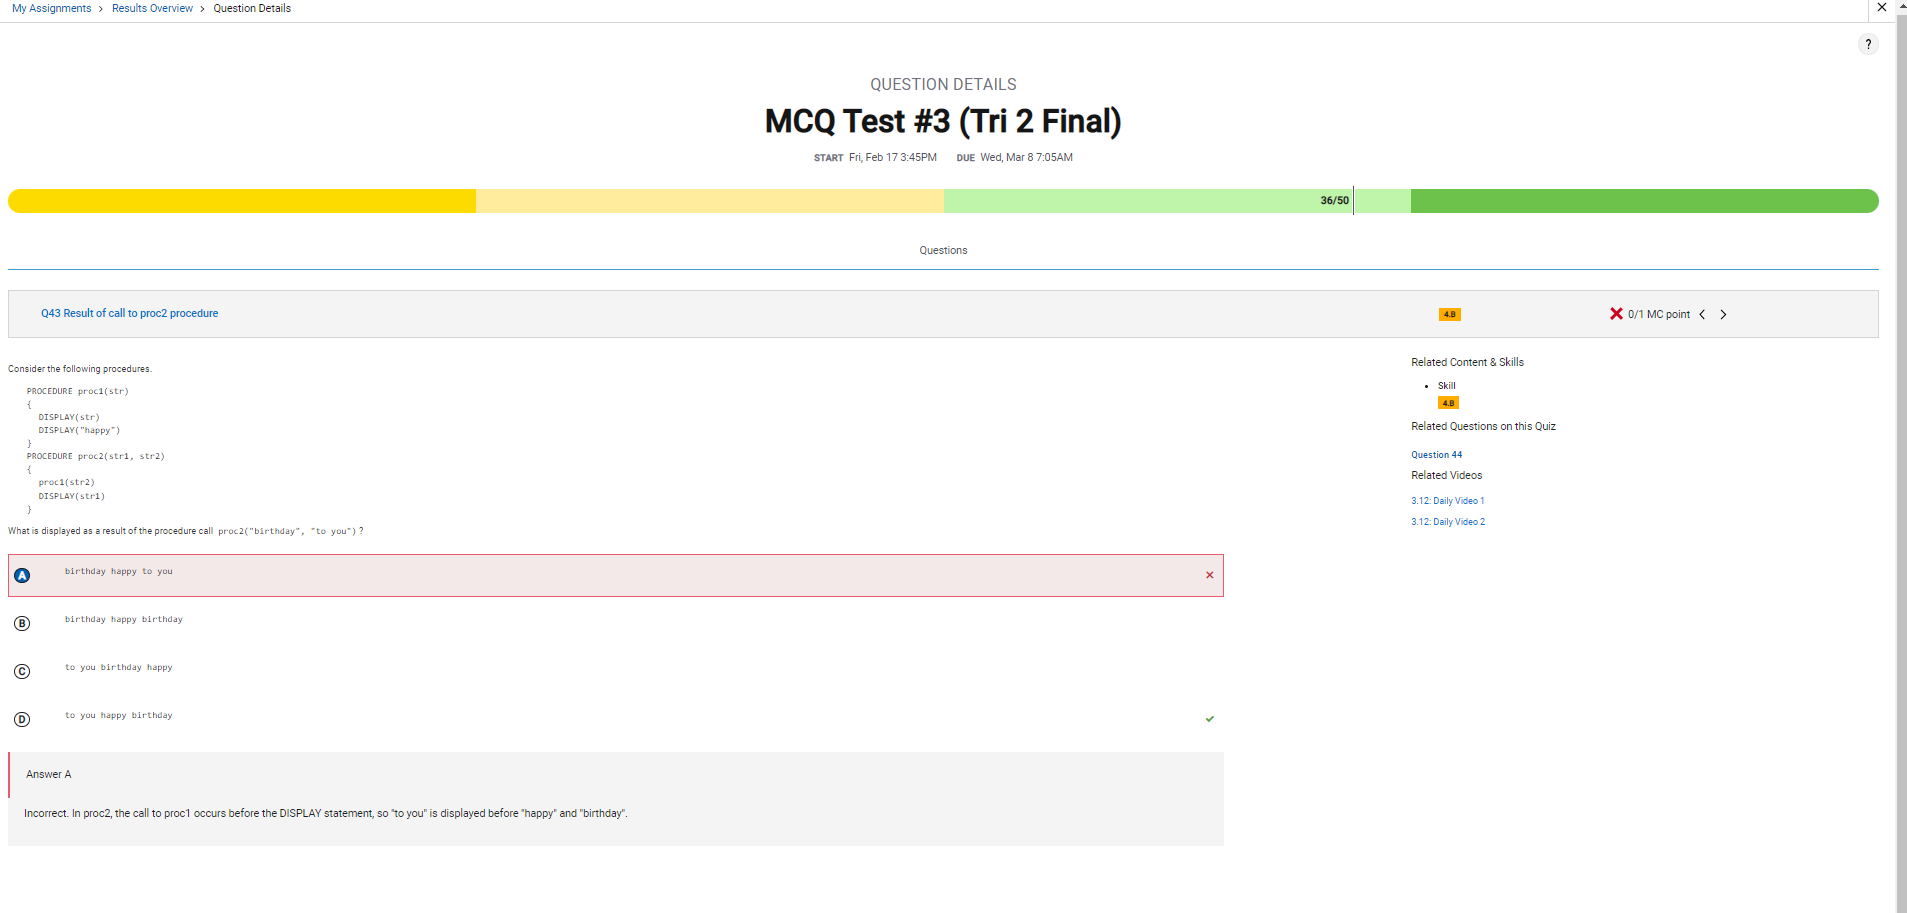 My Assignments > Results Overview > Question Details
?
QUESTION DETAILS
MCQ Test #3 (Tri 2 Final)
START Fri, Feb 17 3:45PM DUE Wed, Mar 8 7:05AM
36/50
Questions
Q43 Result of call to proc2 procedure 4.B 0/1 MC point
Consider the following procedures.
PROCEDURE proc1(str)
{
DISPLAY(str)
DISPLAY("happy")
}
PROCEDURE proc2(str1, str2)
{
proc1(str2)
DISPLAY(str1)
}
What is displayed as a result of the procedure call proc2("birthday", "to you") ?
A birthday happy to you
B birthday happy birthday
C to you birthday happy
D to you happy birthday
Answer A
Incorrect. In proc2, the call to proc1 occurs before the DISPLAY statement, so "to you" is displayed before "happy" and "birthday".
Related Content & Skills
• Skill
4.B
Related Questions on this Quiz
Question 44
Related Videos
3.12: Daily Video 1
3.12: Daily Video 2